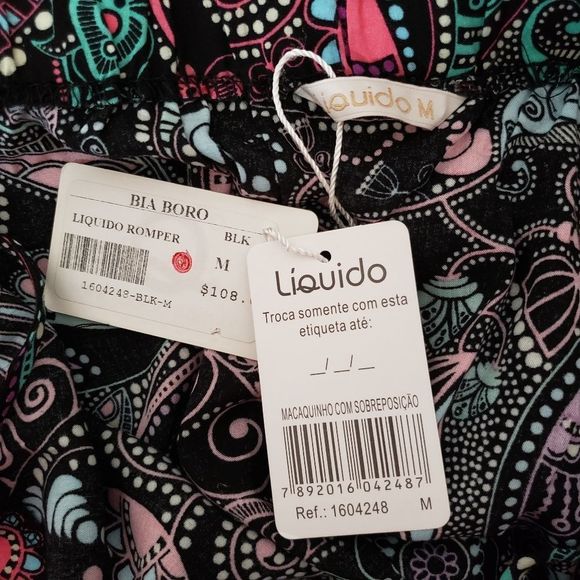 Líquido M
BIA BORO
LIQUIDO ROMPER BLK
M
1604248-BLK-M
$108.
Líquido
Troca somente com esta
etiqueta até:
_/_/_
MACAQUINHO COM SOBREPOSIÇÃO
7 892016 042487
Ref.: 1604248 M